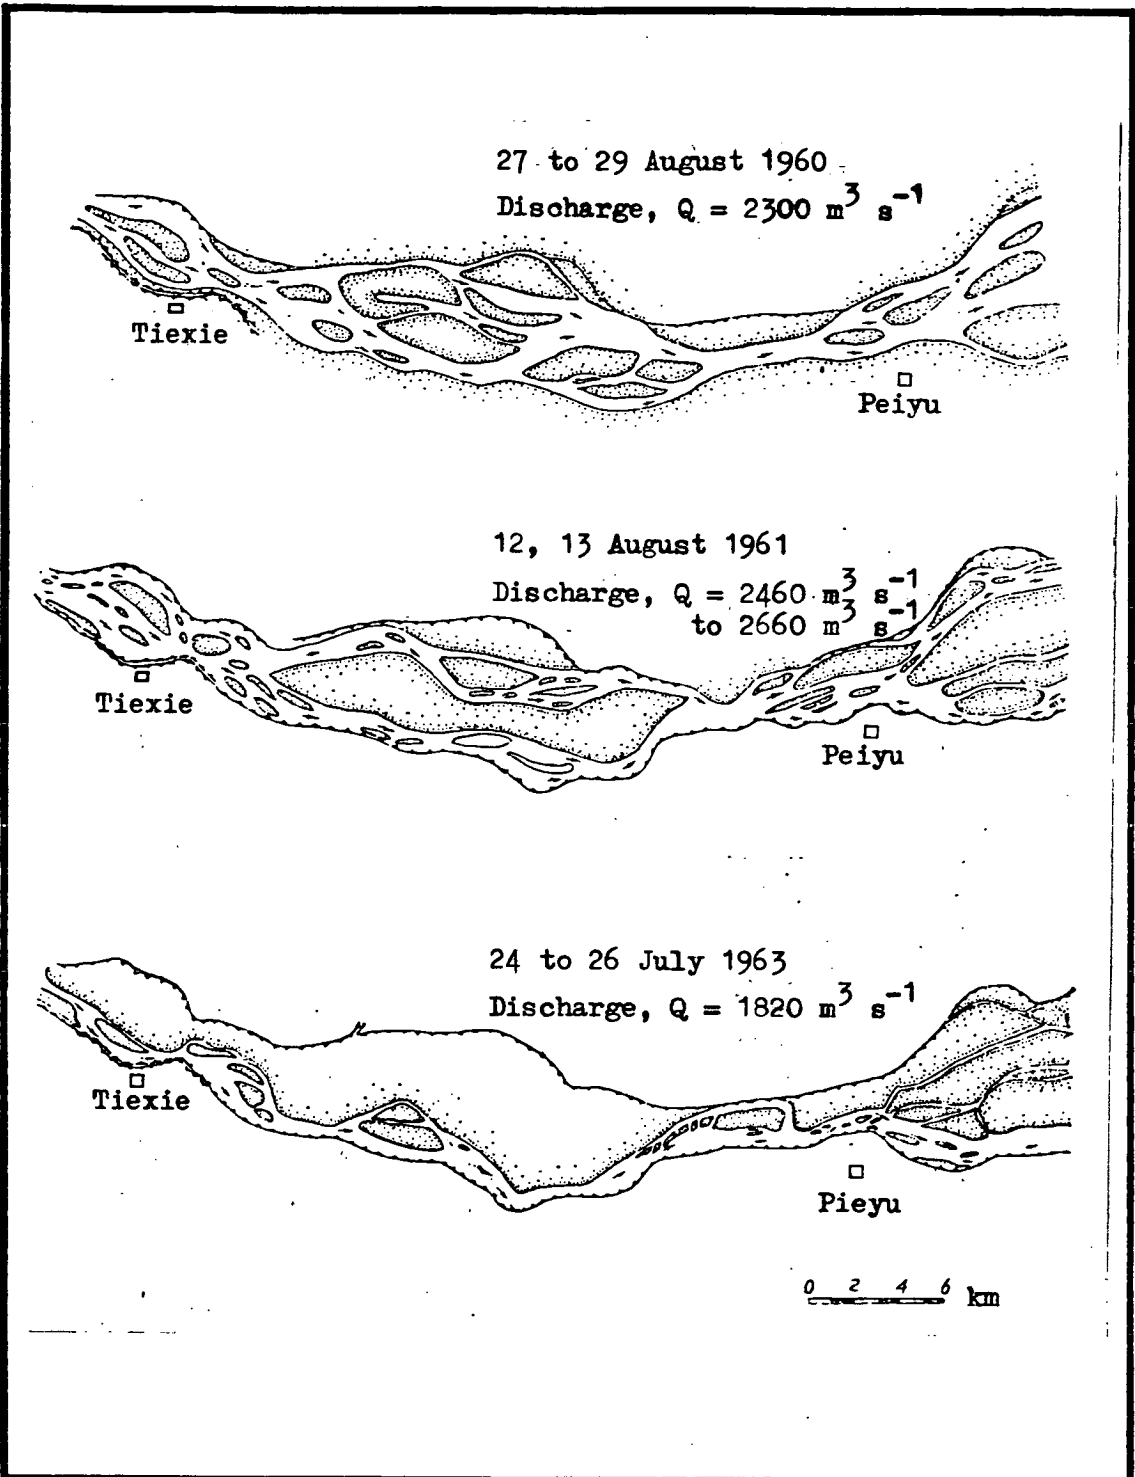 27 to 29 August 1960
Discharge, Q = 2300 m³ s⁻¹
Tiexie
Peiyu
12, 13 August 1961
Discharge, Q = 2460 m³ s⁻¹
to 2660 m³ s⁻¹
Tiexie
Peiyu
24 to 26 July 1963
Discharge, Q = 1820 m³ s⁻¹
Tiexie
Pieyu
0 2 4 6 km